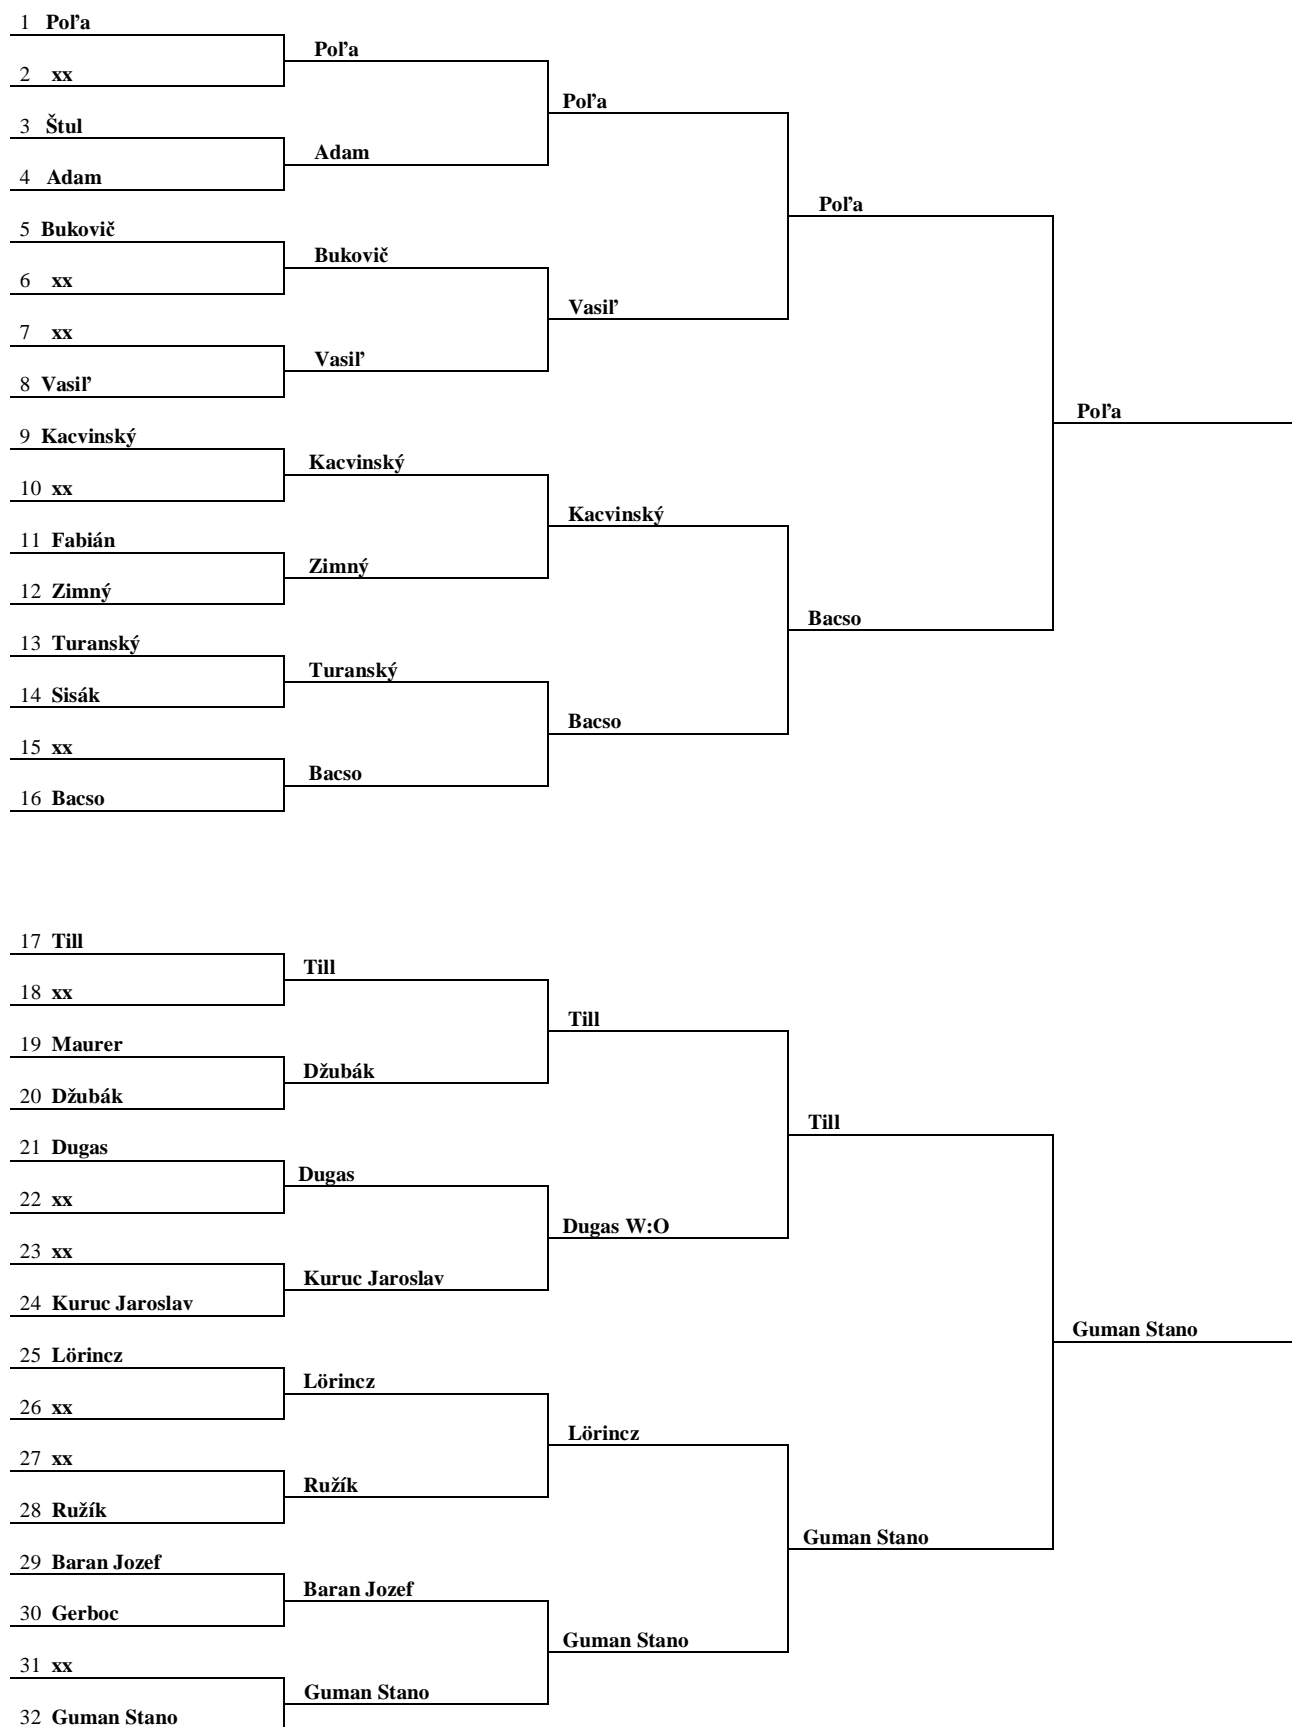 1 Poľa
Poľa
2 xx
Poľa
3 Štul
Adam
4 Adam
Poľa
5 Bukovič
Bukovič
6 xx
Vasiľ
7 xx
Vasiľ
8 Vasiľ
Poľa
9 Kacvinský
Kacvinský
10 xx
Kacvinský
11 Fabián
Zimný
12 Zimný
Bacso
13 Turanský
Turanský
14 Sisák
Bacso
15 xx
Bacso
16 Bacso
17 Till
Till
18 xx
Till
19 Maurer
Džubák
20 Džubák
Till
21 Dugas
Dugas
22 xx
Dugas W:O
23 xx
Kuruc Jaroslav
24 Kuruc Jaroslav
Guman Stano
25 Lörincz
Lörincz
26 xx
Lörincz
27 xx
Ružík
28 Ružík
Guman Stano
29 Baran Jozef
Baran Jozef
30 Gerboc
Guman Stano
31 xx
Guman Stano
32 Guman Stano